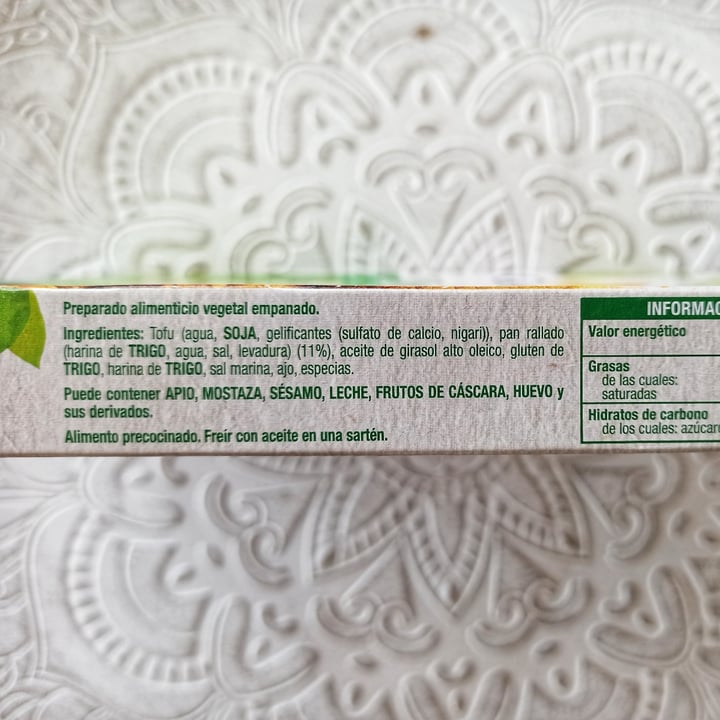 Preparado alimenticio vegetal empanado.
Ingredientes: Tofu (agua, SOJA, gelificantes (sulfato de calcio, nigari)), pan rallado
(harina de TRIGO, agua, sal, levadura) (11%), aceite de girasol alto oleico, gluten de
TRIGO, harina de TRIGO, sal marina, ajo, especias.
Puede contener APIO, MOSTAZA, SÉSAMO, LECHE, FRUTOS DE CÁSCARA, HUEVO y
sus derivados.
Alimento precocinado. Freír con aceite en una sartén.
INFORMAC
Valor energético
Grasas
de las cuales:
saturadas
Hidratos de carbono
de los cuales: azúcar